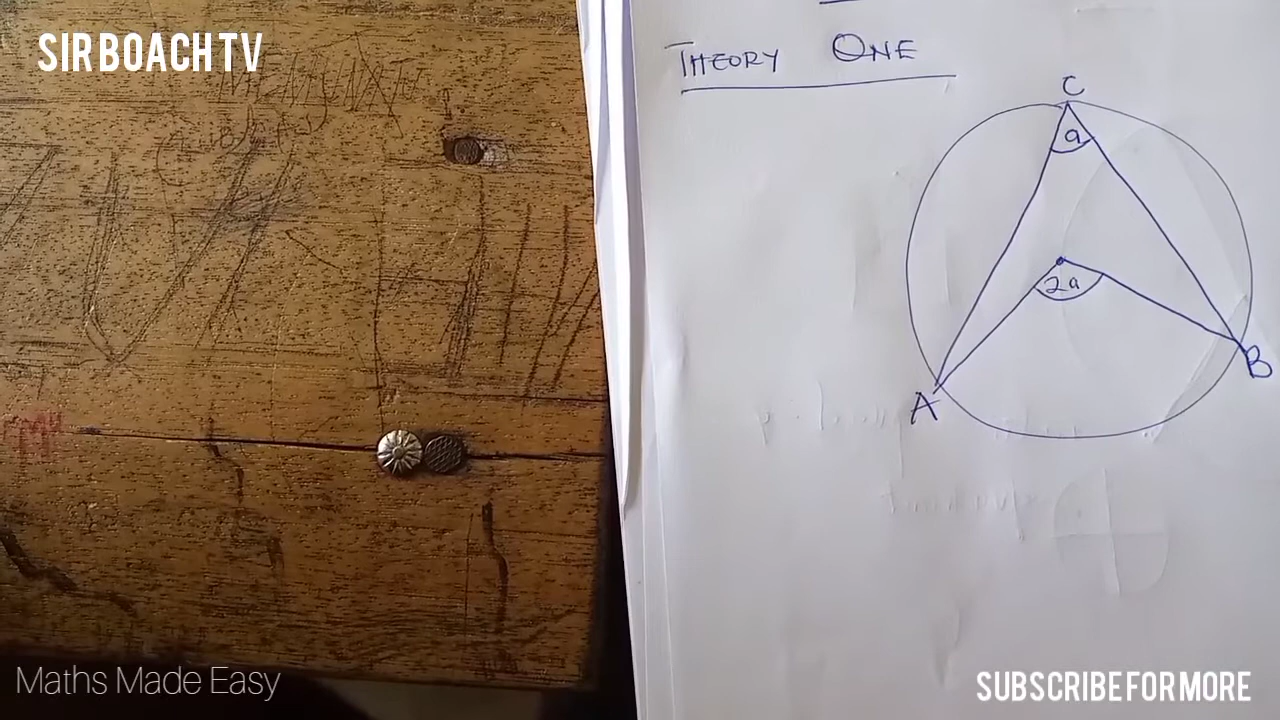 SIR BOACH TV
THEORY ONE
C
a
2a
B
A
Maths Made Easy
SUBSCRIBE FOR MORE